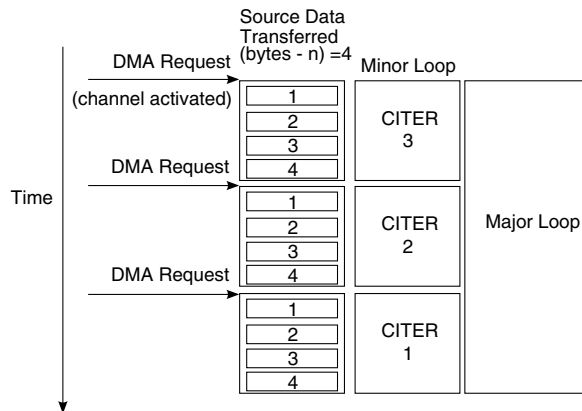 Source Data
Transferred
(bytes - n) =4
DMA Request
Minor Loop
(channel activated)
1
2
3
4
CITER
3
DMA Request
Time
1
2
3
4
CITER
2
Major Loop
DMA Request
1
2
3
4
CITER
1